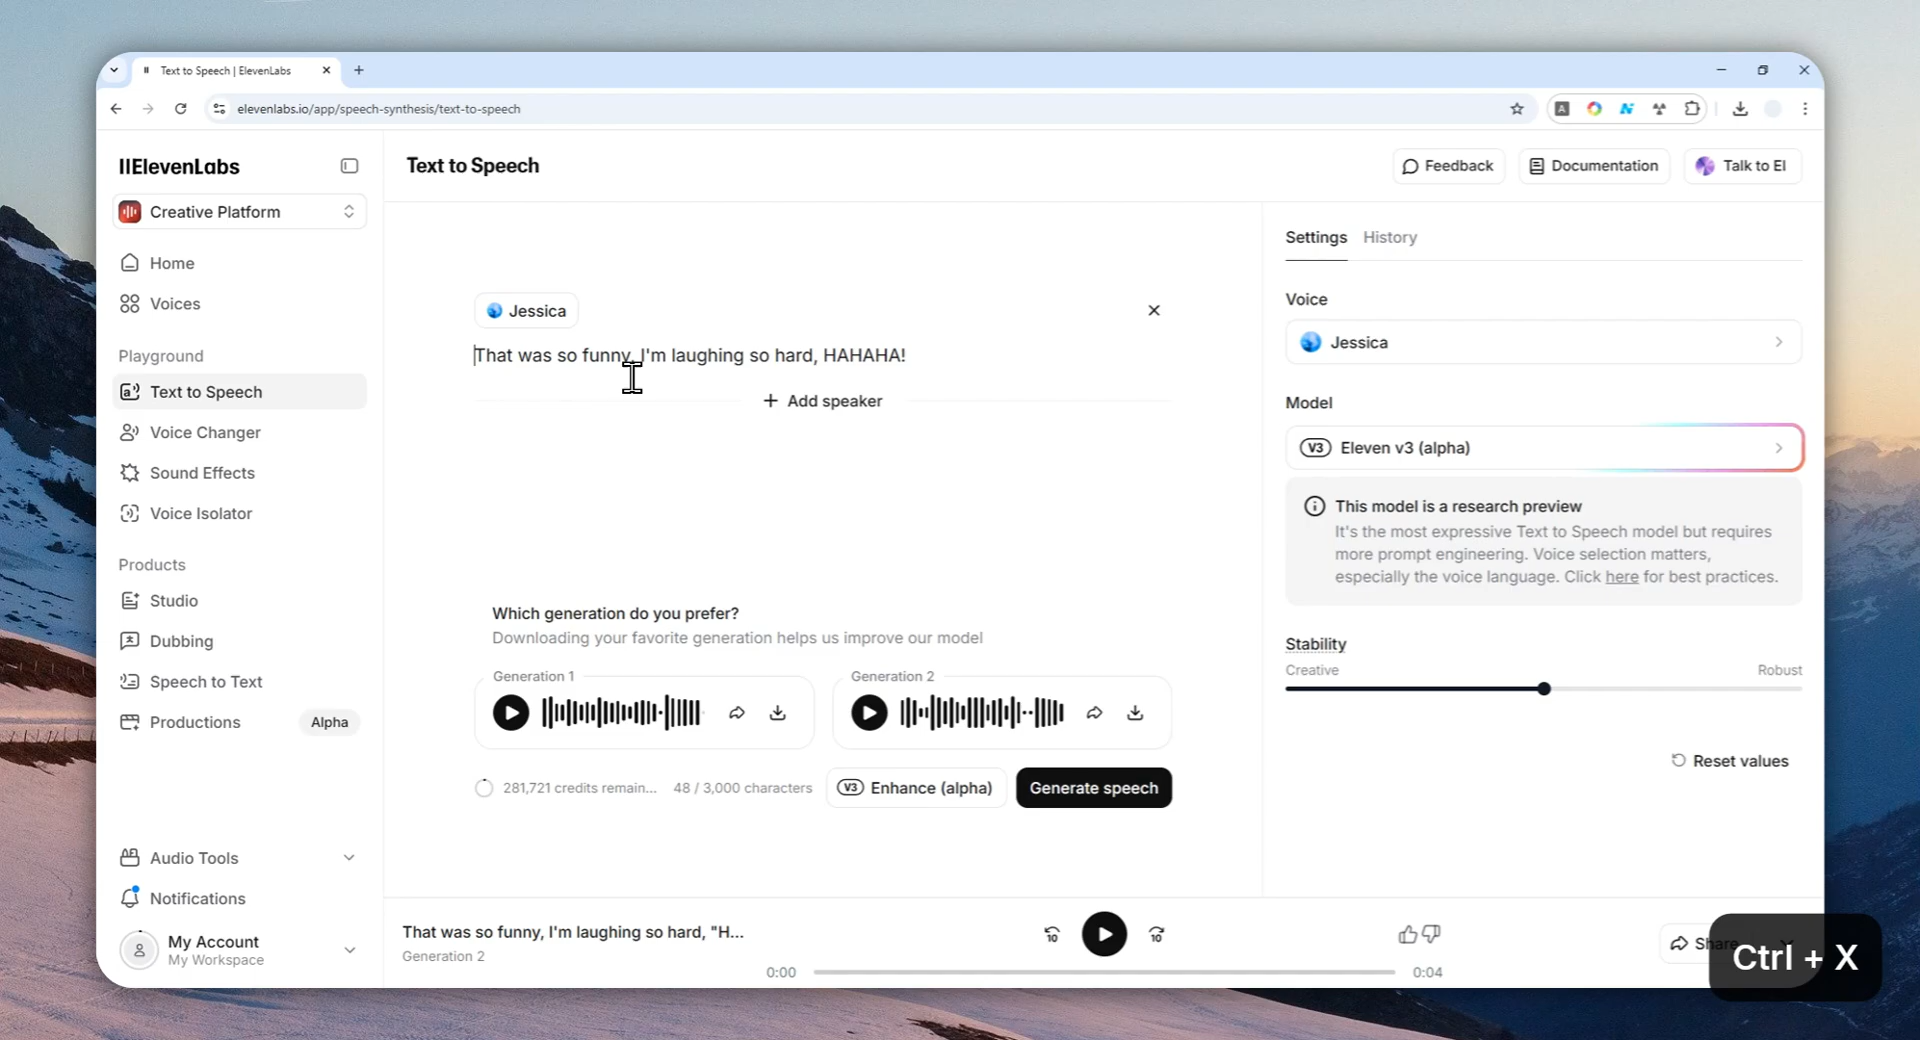 Text to Speech | ElevenLabs
elevenlabs.io/app/speech-synthesis/text-to-speech
IIElevenLabs
Creative Platform
Home
Voices
Playground
Text to Speech
Voice Changer
Sound Effects
Voice Isolator
Products
Studio
Dubbing
Speech to Text
Productions
Alpha
Audio Tools
Notifications
My Account
My Workspace
Text to Speech
Feedback
Documentation
Talk to El
Jessica
That was so funny, I'm laughing so hard, HAHAHA!
Add speaker
Which generation do you prefer?
Downloading your favorite generation helps us improve our model
Generation 1
Generation 2
281,721 credits remain...
48 / 3,000 characters
V3 Enhance (alpha)
Generate speech
Settings
History
Voice
Jessica
Model
V3 Eleven v3 (alpha)
This model is a research preview
It's the most expressive Text to Speech model but requires
more prompt engineering. Voice selection matters,
especially the voice language. Click here for best practices.
Stability
Creative
Robust
Reset values
That was so funny, I'm laughing so hard, "H...
Generation 2
10
10
0:00
0:04
Share
Ctrl + X